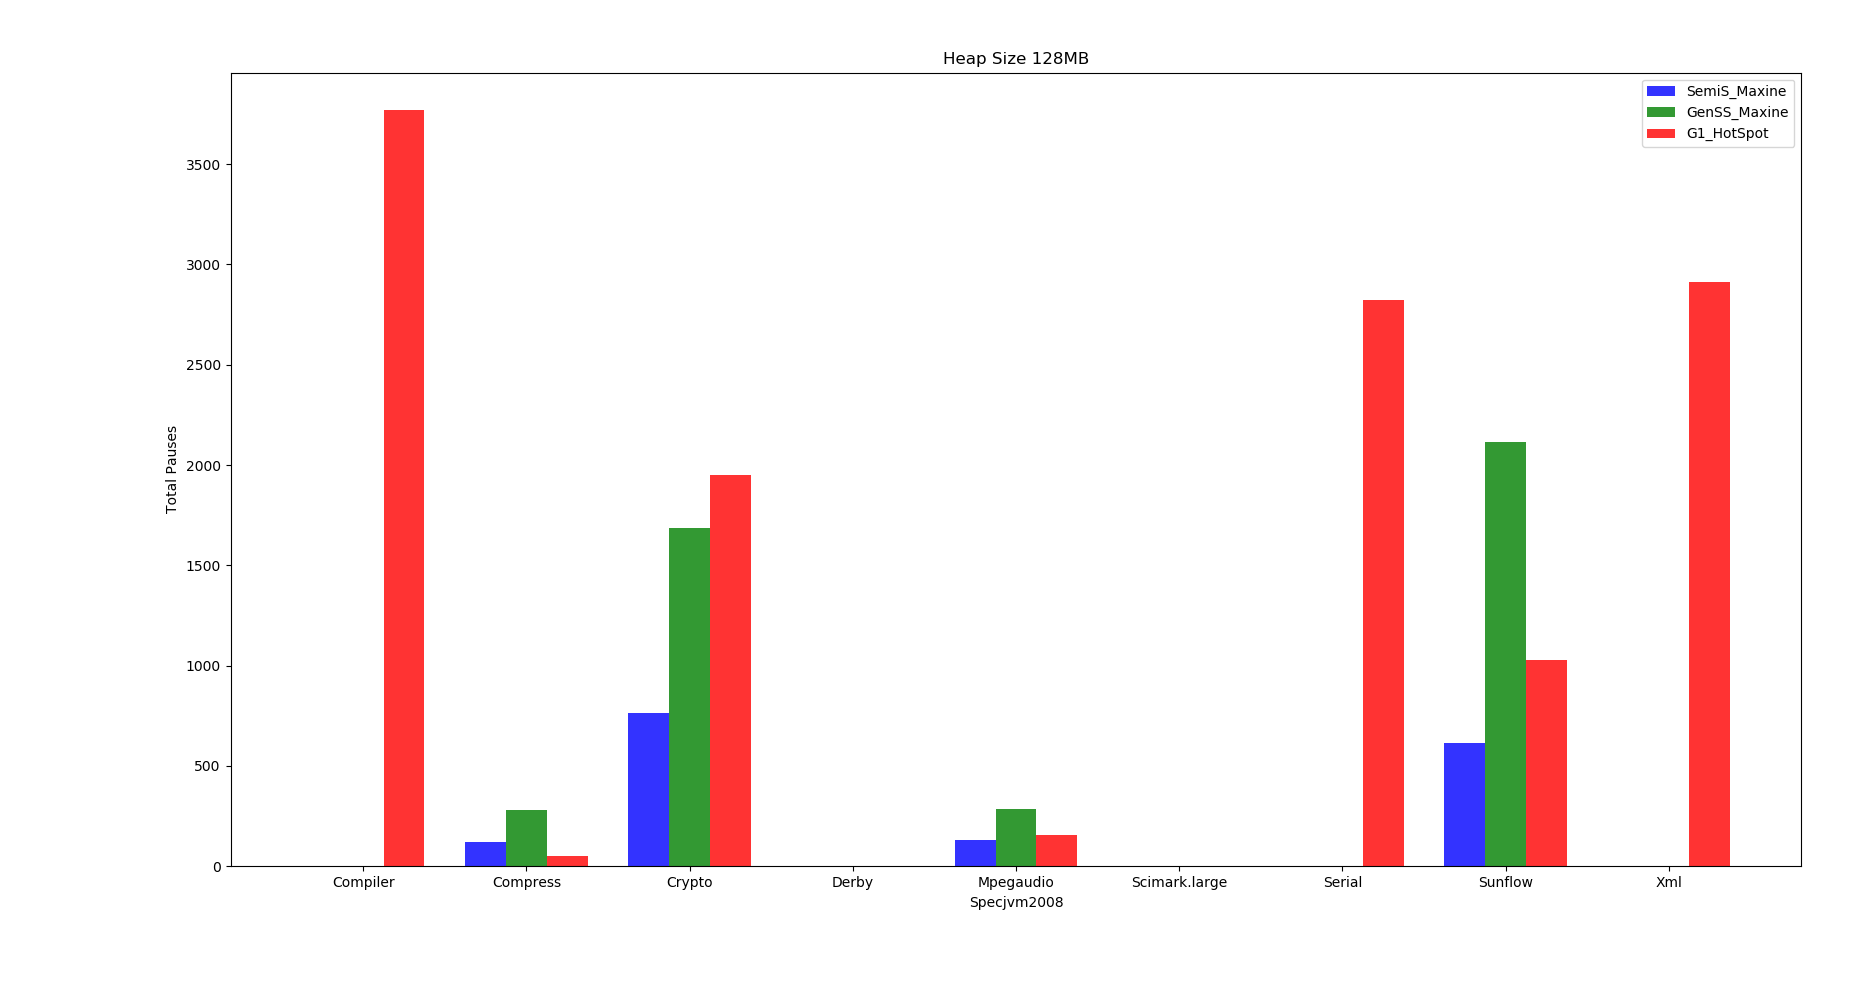 Heap Size 128MB
SemiS_Maxine
GenSS_Maxine
G1_HotSpot
Total Pauses
3500
3000
2500
2000
1500
1000
500
0
Compiler Compress Crypto Derby Mpegaudio Scimark.large Serial Sunflow Xml
Specjvm2008